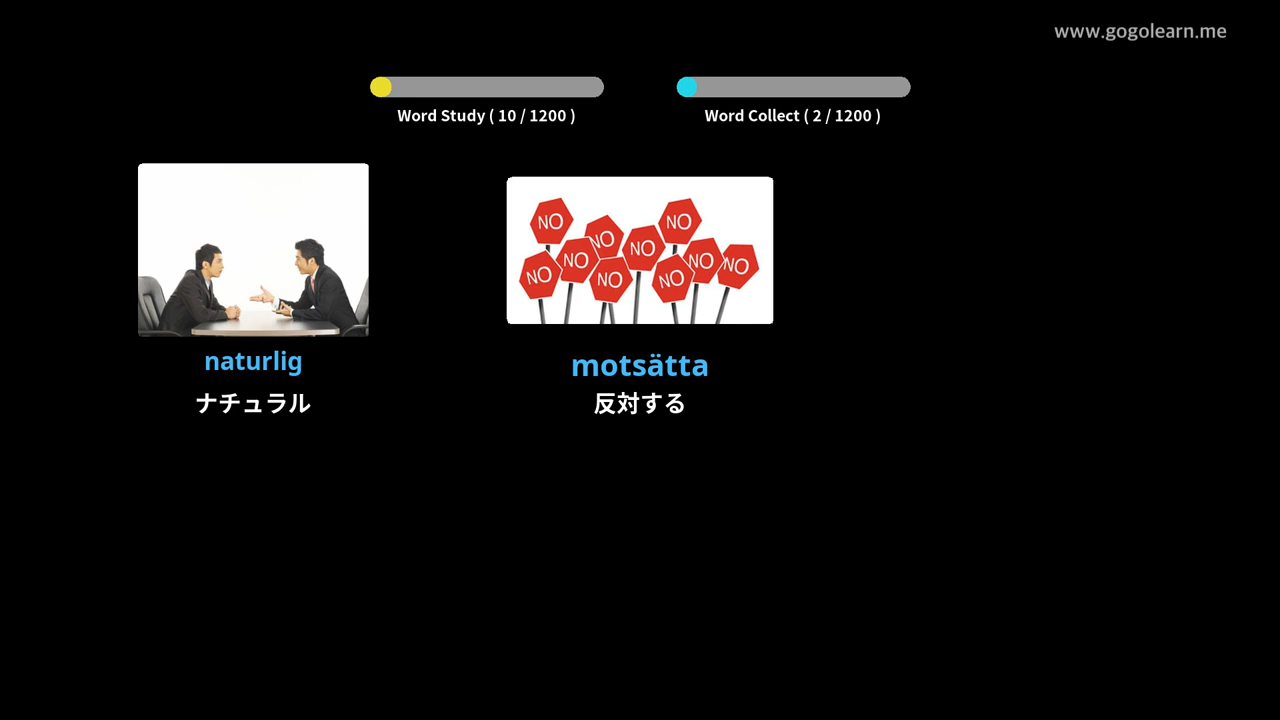 www.gogolearn.me
Word Study ( 10 / 1200 )
Word Collect ( 2 / 1200 )
NO
NO
NO
NO
NO
NO
NO
NO
NO
NO
naturlig
ナチュラル
motsätta
反対する